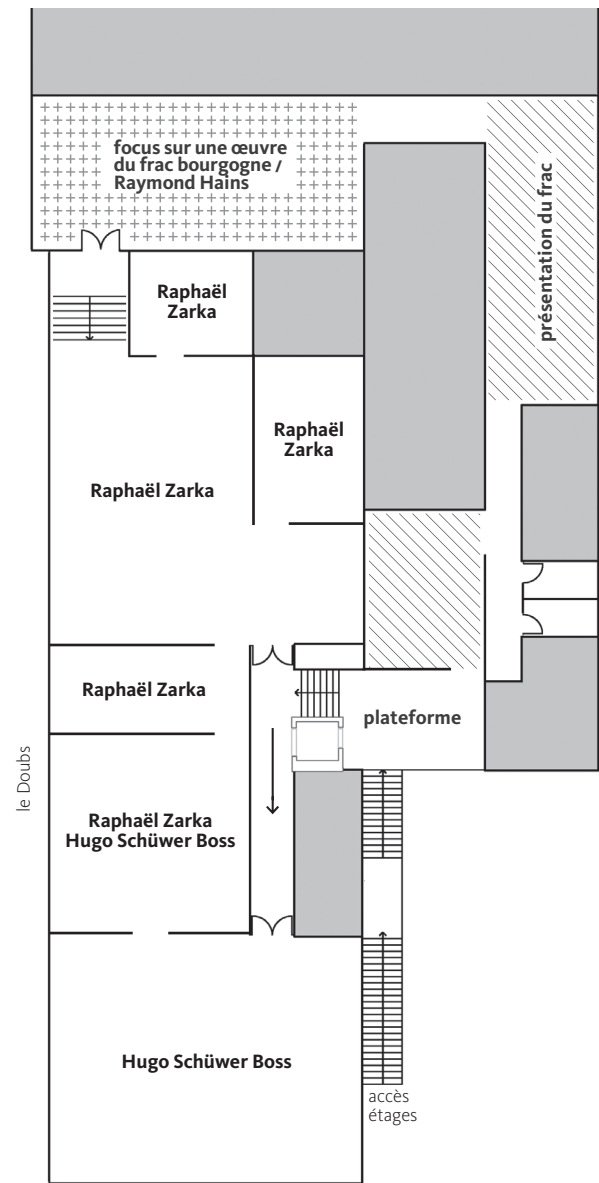 focus sur une œuvre
du frac bourgogne /
Raymond Hains
présentation du frac
Raphaël
Zarka
Raphaël
Zarka
Raphaël Zarka
Raphaël Zarka
plateforme
le Doubs
Raphaël Zarka
Hugo Schüwer Boss
Hugo Schüwer Boss
accès
étages